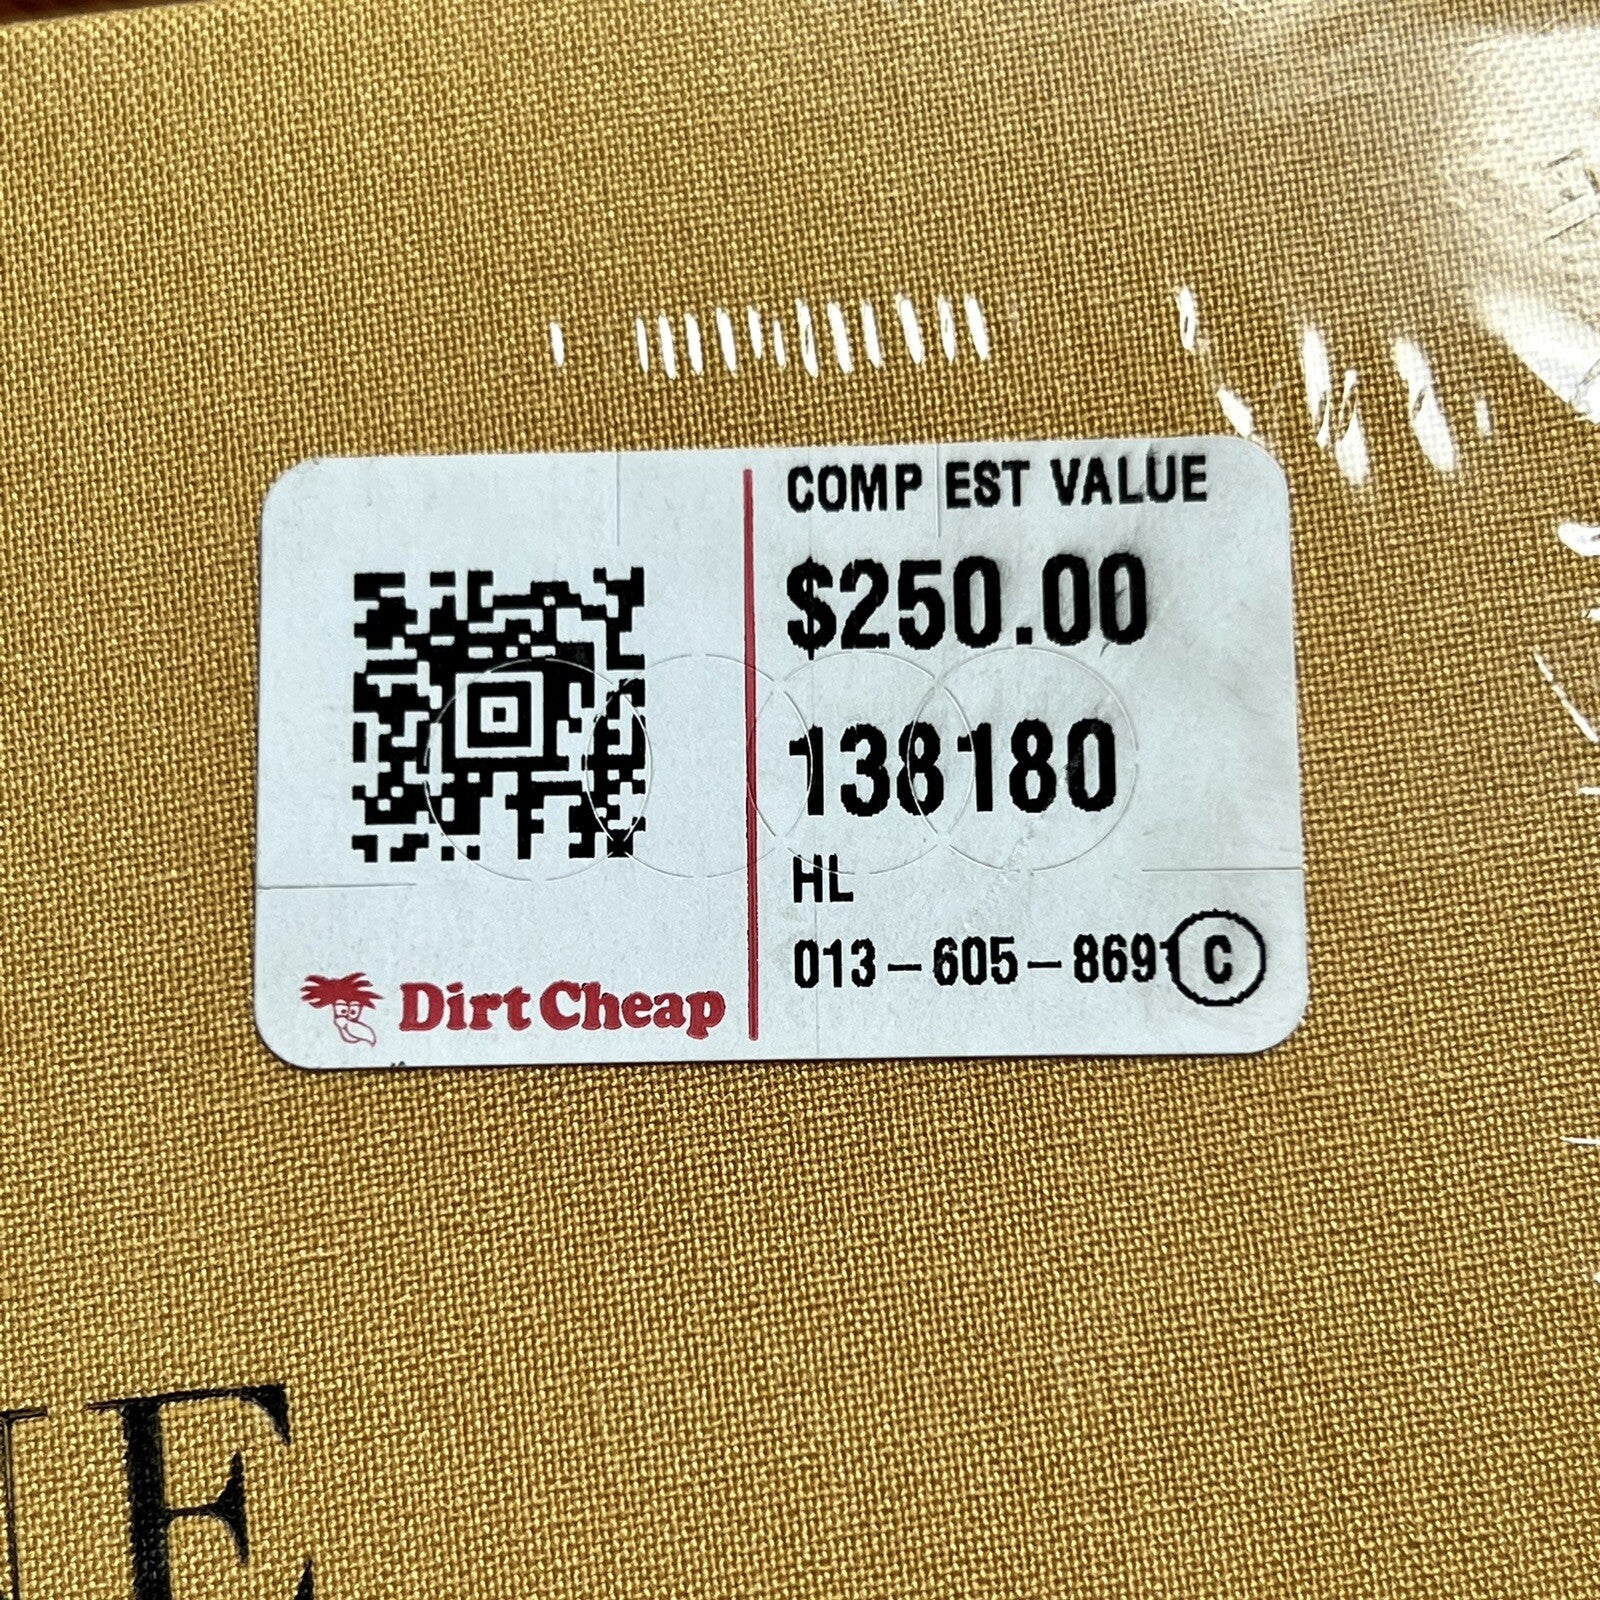 COMP EST VALUE
$250.00
138180
HL
013-605-8691 C
Dirt Cheap
E